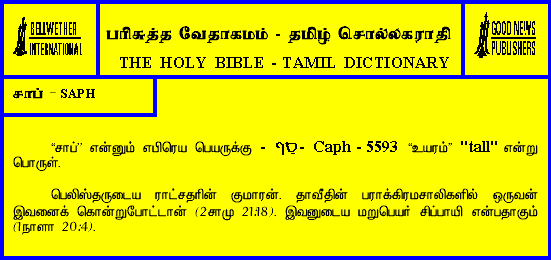 BELLWETHER
INTERNATIONAL
பரிசுத்த வேதாகமம் - தமிழ் சொல்லகராதி
THE HOLY BIBLE - TAMIL DICTIONARY
GOOD NEWS
PUBLISHERS
சாப் - SAPH
“சாப்” என்னும் எபிரெய பெயருக்கு - סף - Caph - 5593 “உயரம்” "tall" என்று
பொருள்.
பெலிஸ்தருடைய ராட்சதரின் குமாரன். தாவீதின் பராக்கிரமசாலிகளில் ஒருவன்
இவனைக் கொன்றுபோட்டான் (2சாமு 21:18). இவனுடைய மறுபெயர் சிப்பாயி என்பதாகும்
(1நாளா 20:4).